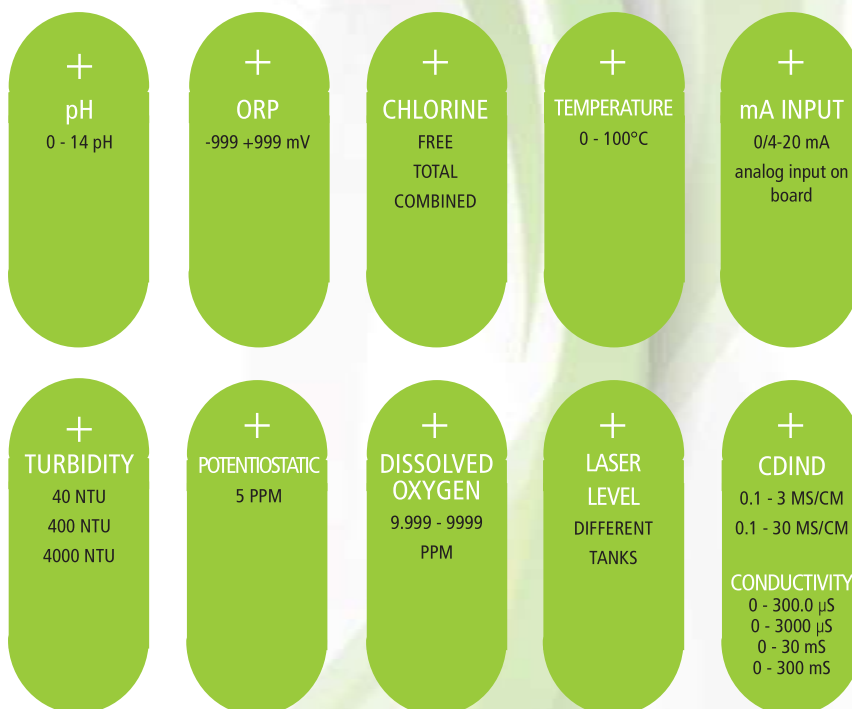 +
pH
0 - 14 pH
+
ORP
-999 +999 mV
+
CHLORINE
FREE
TOTAL
COMBINED
+
TEMPERATURE
0 - 100°C
+
mA INPUT
0/4-20 mA
analog input on
board
+
TURBIDITY
40 NTU
400 NTU
4000 NTU
+
POTENTIOSTATIC
5 PPM
+
DISSOLVED
OXYGEN
9.999 - 9999
PPM
+
LASER
LEVEL
DIFFERENT
TANKS
+
CDIND
0.1 - 3 MS/CM
0.1 - 30 MS/CM
CONDUCTIVITY
0 - 300.0 µS
0 - 3000 µS
0 - 30 mS
0 - 300 mS